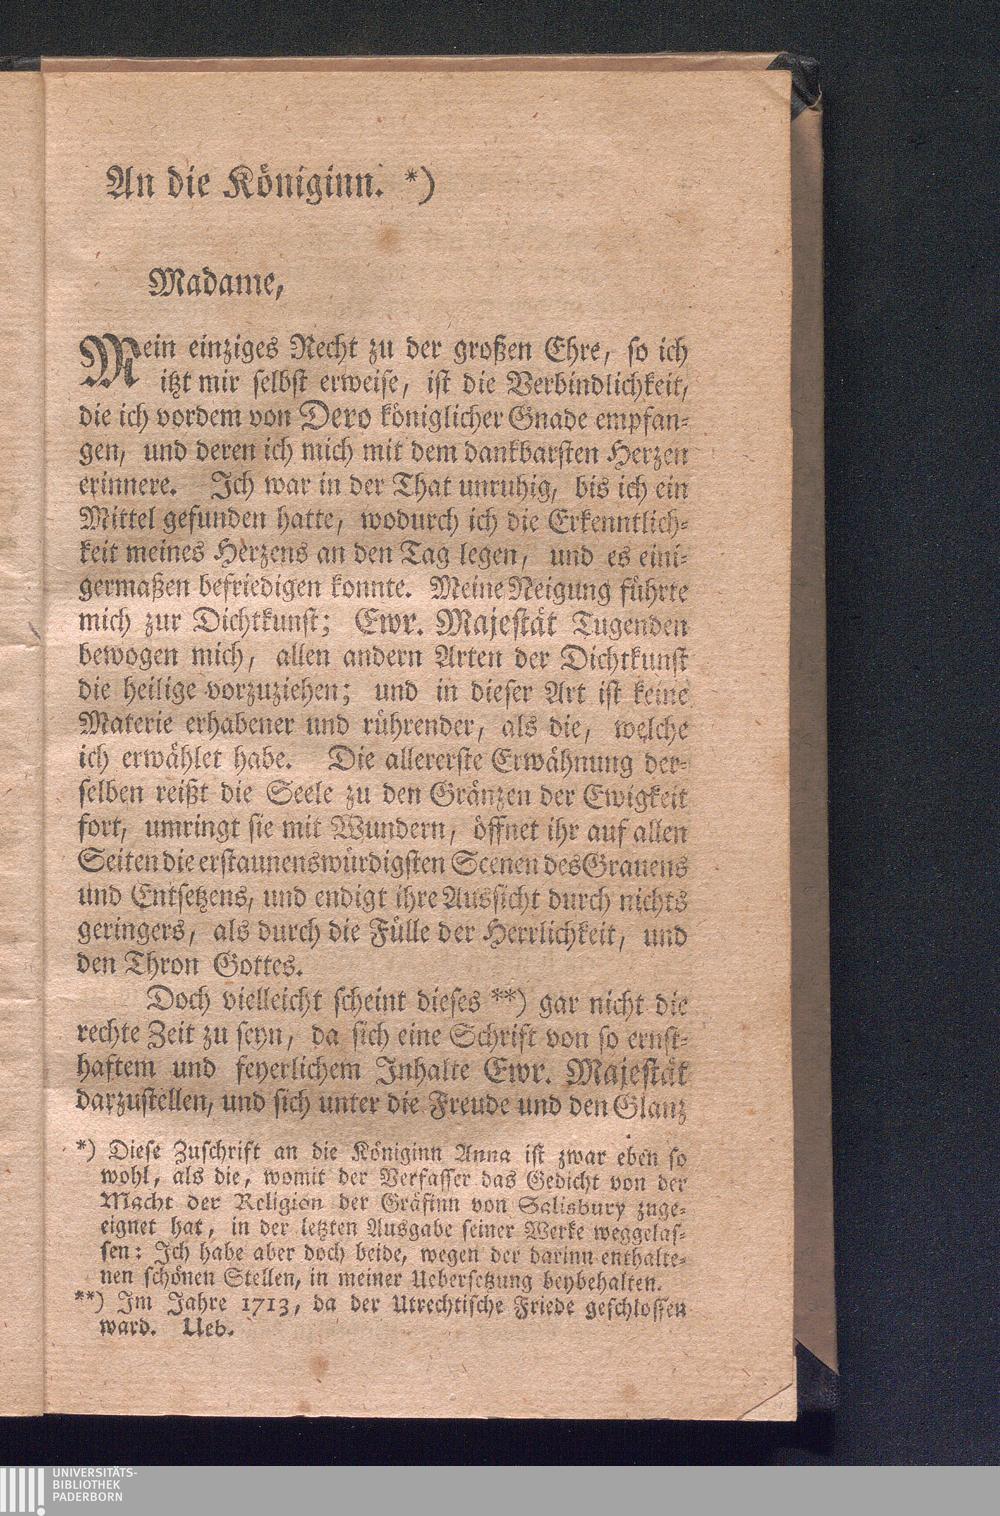 An die Königinn. *)
Madame,
Mein einziges Recht zu der großen Ehre, so ich
itzt mir selbst erweise, ist die Verbindlichkeit,
die ich vordem von Dero königlicher Gnade empfan-
gen, und deren ich mich mit dem dankbarsten Herzen
erinnere. Ich war in der That unruhig, bis ich ein
Mittel gefunden hatte, wodurch ich die Erkenntlich-
keit meines Herzens an den Tag legen, und es eini-
germaßen befriedigen konnte. Meine Neigung führte
mich zur Dichtkunst; Ewr. Majestät Tugenden
bewogen mich, allen andern Arten der Dichtkunst
die heilige vorzuziehen; und in dieser Art ist keine
Materie erhabener und rührender, als die, welche
ich erwählet habe. Die allererste Erwähnung der-
selben reißt die Seele zu den Gränzen der Ewigkeit
fort, umringt sie mit Wundern, öffnet ihr auf allen
Seiten die erstaunenswürdigsten Scenen des Grauens
und Entsetzens, und endigt ihre Aussicht durch nichts
geringers, als durch die Fülle der Herrlichkeit, und
den Thron Gottes.
Doch vielleicht scheint dieses **) gar nicht die
rechte Zeit zu seyn, da sich eine Schrift von so ernst-
haftem und feyerlichem Inhalte Ewr. Majestät
darzustellen, und sich unter die Freude und den Glanz
*) Diese Zuschrift an die Königinn Anna ist zwar eben so
wohl, als die, womit der Verfasser das Gedicht von der
Macht der Religion der Gräfinn von Salisbury zuge-
eignet hat, in der letzten Ausgabe seiner Werke weggelas-
sen: Ich habe aber doch beide, wegen der darinn enthalte-
nen schönen Stellen, in meiner Uebersetzung beybehalten.
**) Im Jahre 1713, da der Utrechtische Friede geschlossen
ward. Ueb.
UNIVERSITÄTS-
BIBLIOTHEK
PADERBORN